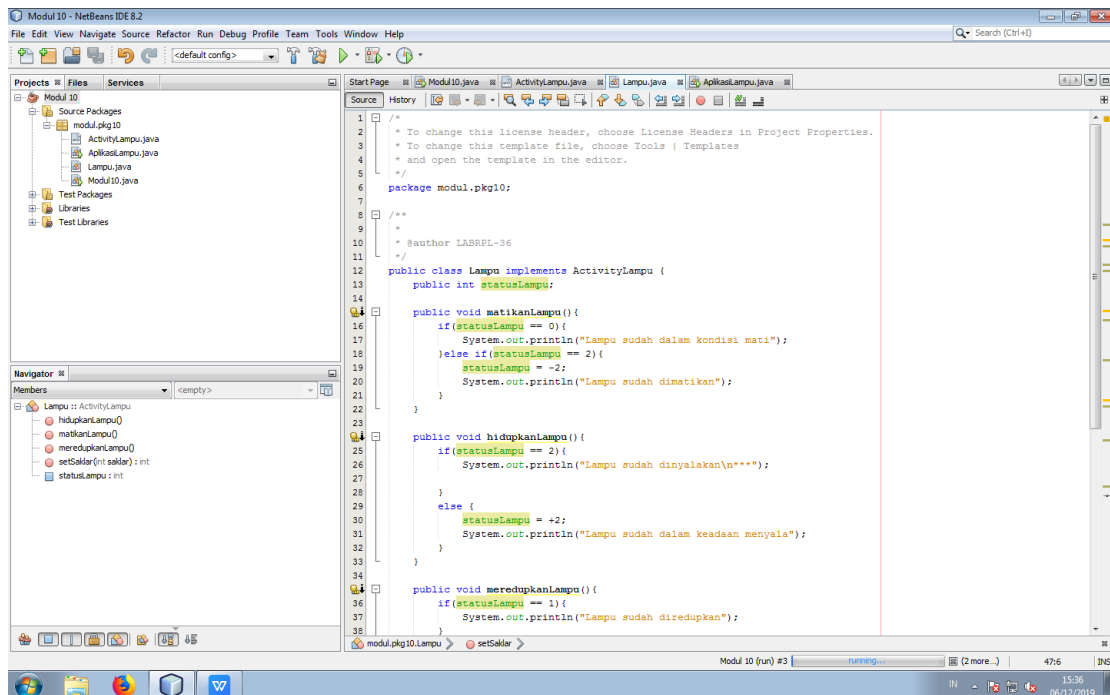 Modul 10 - NetBeans IDE 8.2
File Edit View Navigate Source Refactor Run Debug Profile Team Tools Window Help
Search (Ctrl+I)
<default config>
Projects Files Services
Modul 10
Source Packages
modul.pkg10
ActivityLampu.java
AplikasiLampu.java
Lampu.java
Modul10.java
Test Packages
Libraries
Test Libraries
Navigator
Members <empty>
Lampu :: ActivityLampu
hidupkanLampu()
matikanLampu()
meredupkanLampu()
setSaklar(int saklar) : int
statusLampu : int
Start Page Modul10.java ActivityLampu.java Lampu.java AplikasiLampu.java
Source History
1 /*
2 * To change this license header, choose License Headers in Project Properties.
3 * To change this template file, choose Tools | Templates
4 * and open the template in the editor.
5 */
6 package modul.pkg10;
7
8 /**
9 *
10 * @author LABRPL-36
11 */
12 public class Lampu implements ActivityLampu {
13 public int statusLampu;
14
public void matikanLampu(){
16 if(statusLampu == 0){
17 System.out.println("Lampu sudah dalam kondisi mati");
18 }else if(statusLampu == 2){
19 statusLampu = -2;
20 System.out.println("Lampu sudah dimatikan");
21 }
22 }
23
public void hidupkanLampu(){
25 if(statusLampu == 2){
26 System.out.println("Lampu sudah dinyalakan\n***");
27
28 }
29 else {
30 statusLampu = +2;
31 System.out.println("Lampu sudah dalam keadaan menyala");
32 }
33 }
34
public void meredupkanLampu(){
36 if(statusLampu == 1){
37 System.out.println("Lampu sudah diredupkan");
38 }
modul.pkg10.Lampu setSaklar
Modul 10 (run) #3 running... (2 more...) 47:6 INS
IN 15:36
06/12/2019